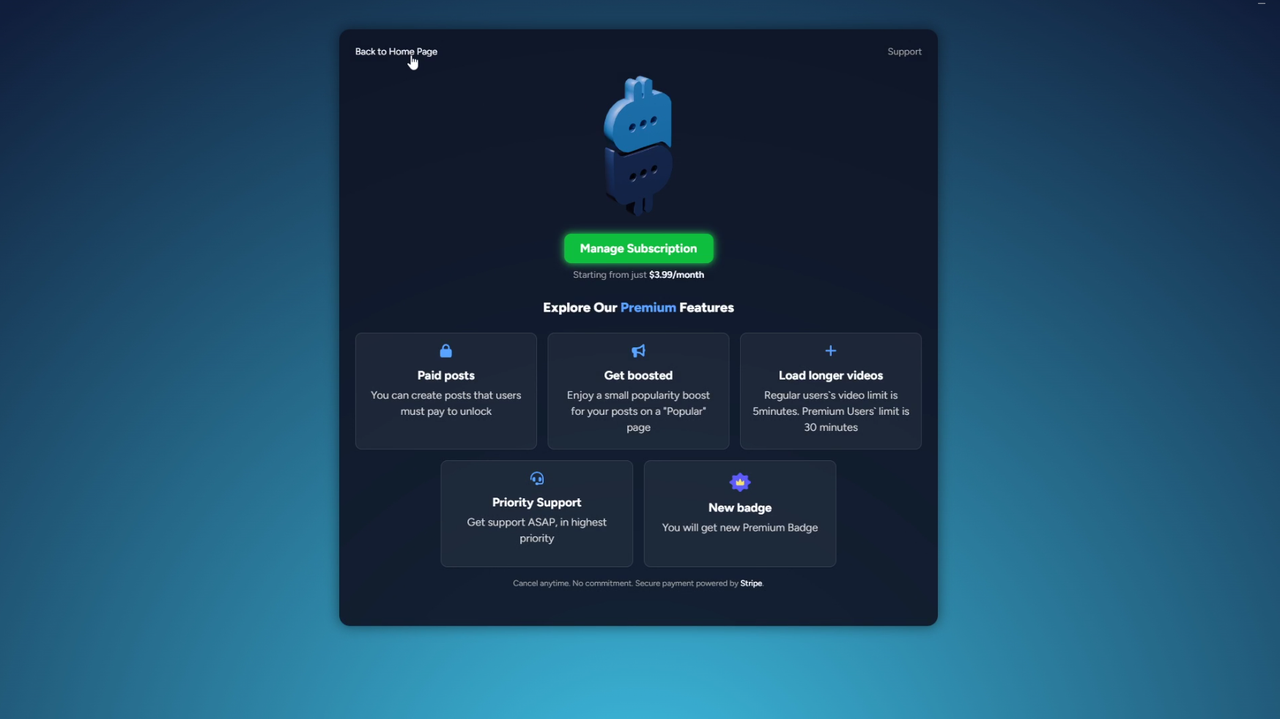 Back to Home Page
Support
Manage Subscription
Starting from just $3.99/month
Explore Our Premium Features
Paid posts
You can create posts that users
must pay to unlock
Get boosted
Enjoy a small popularity boost
for your posts on a "Popular"
page
Load longer videos
Regular users`s video limit is
5minutes. Premium Users` limit is
30 minutes
Priority Support
Get support ASAP, in highest
priority
New badge
You will get new Premium Badge
Cancel anytime. No commitment. Secure payment powered by Stripe.